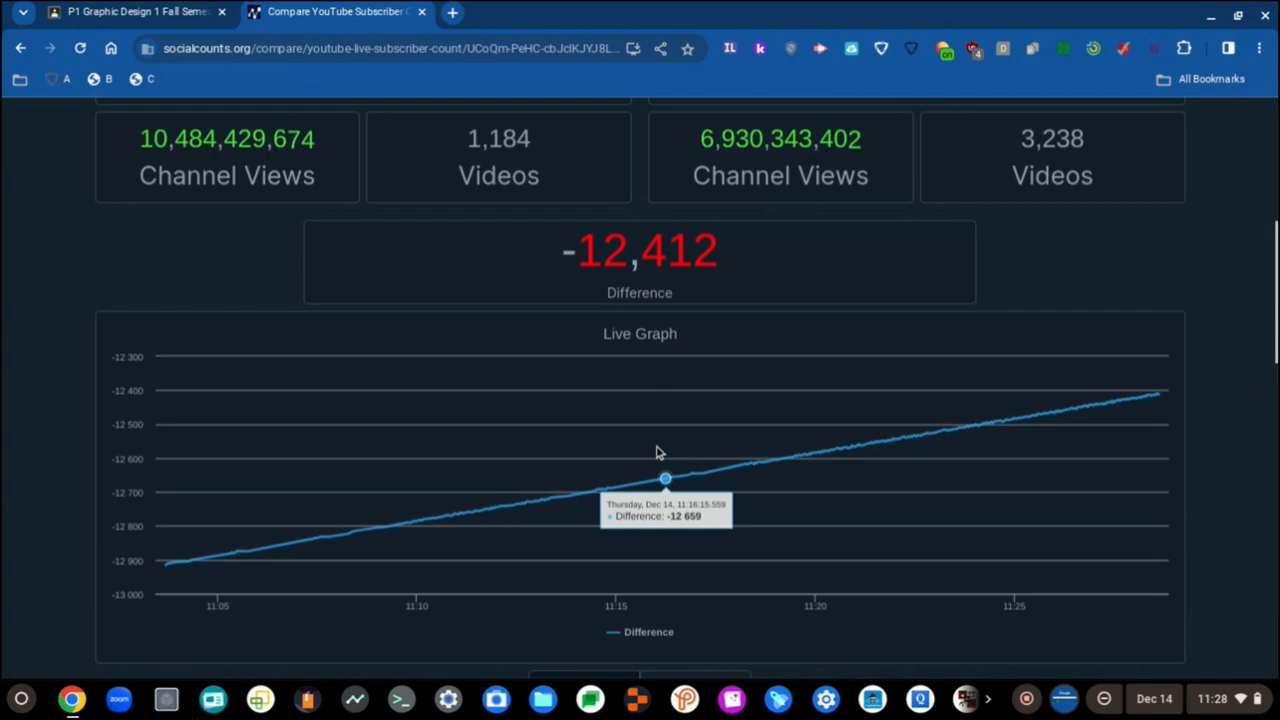 P1 Graphic Design 1 Fall Seme
Compare YouTube Subscriber C
socialcounts.org/compare/youtube-live-subscriber-count/UCoQm-PeHC-cbJclKJYJ8L...
A
B
C
All Bookmarks
10,484,429,674
Channel Views
1,184
Videos
6,930,343,402
Channel Views
3,238
Videos
-12,412
Difference
Live Graph
-12 300
-12 400
-12 500
-12 600
-12 700
-12 800
-12 900
-13 000
Thursday, Dec 14, 11:16:15.559
Difference: -12 659
11:05
11:10
11:15
11:20
11:25
Difference
zoom
Dec 14
11:28